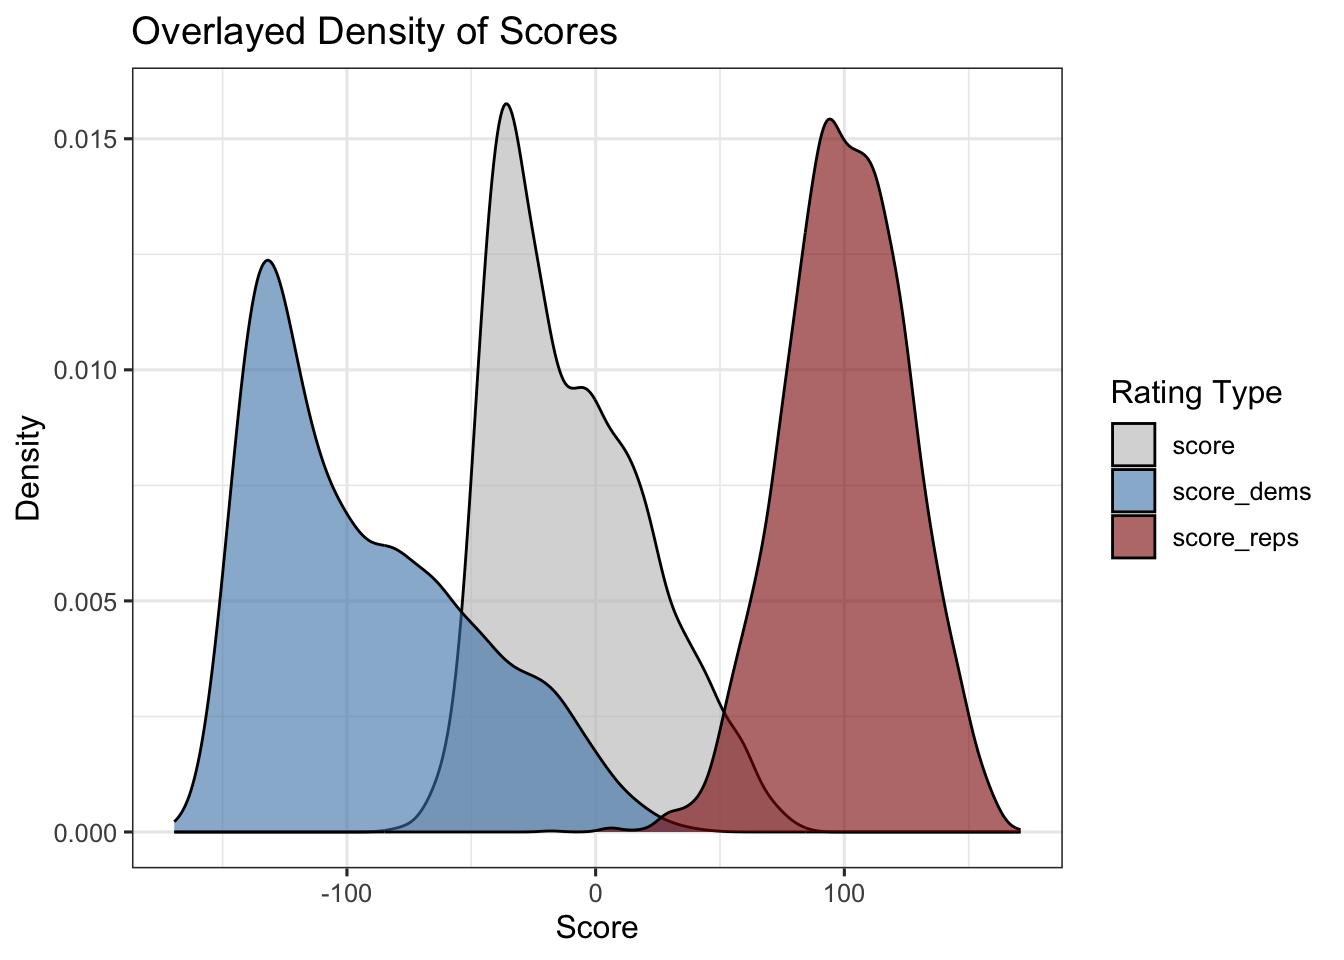 Overlayed Density of Scores
0.015
0.010
0.005
0.000
Density
-100
0
100
Score
Rating Type
score
score_dems
score_reps